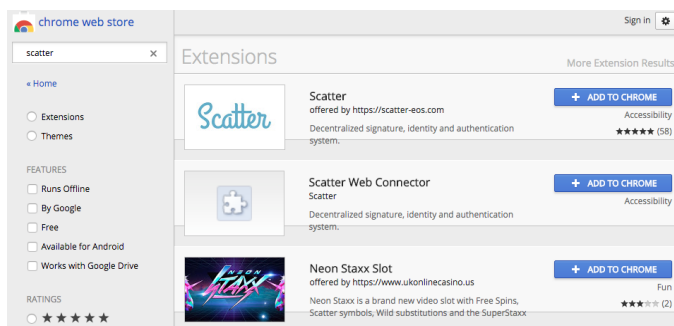 chrome web store
Sign in
scatter ×
« Home
Extensions
Themes
FEATURES
Runs Offline
By Google
Free
Available for Android
Works with Google Drive
RATINGS
Extensions
More Extension Results
Scatter
Scatter
offered by https://scatter-eos.com
Decentralized signature, identity and authentication
system.
+ ADD TO CHROME
Accessibility
★★★★★ (58)
Scatter Web Connector
Scatter
Decentralized signature, identity and authentication
system.
+ ADD TO CHROME
Accessibility
NEON
STAXX
Neon Staxx Slot
offered by https://www.ukonlinecasino.us
Neon Staxx is a brand new video slot with Free Spins,
Scatter symbols, Wild substitutions and the SuperStaxx
+ ADD TO CHROME
Fun
★★★☆☆ (2)